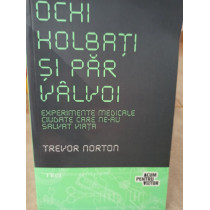 OCHI
HOLBAȚI
ȘI PĂR
VÂLVOI
EXPERIMENTE MEDICALE
CIUDATE CARE NE-AU
SALVAT VIAȚA
TREVOR NORTON